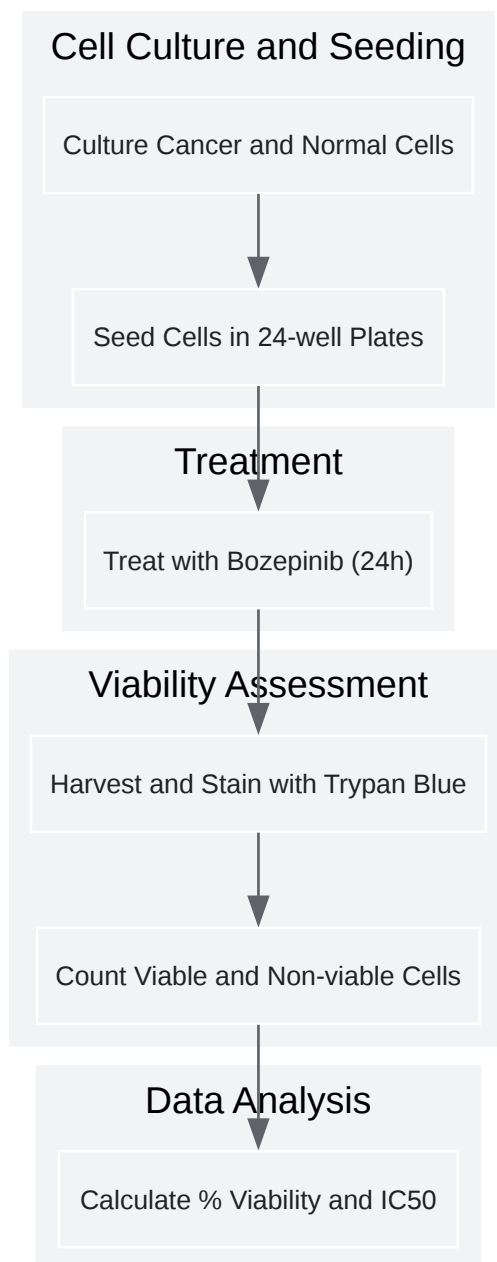 Cell Culture and Seeding
Culture Cancer and Normal Cells
Seed Cells in 24-well Plates
Treatment
Treat with Bozepinib (24h)
Viability Assessment
Harvest and Stain with Trypan Blue
Count Viable and Non-viable Cells
Data Analysis
Calculate % Viability and IC50